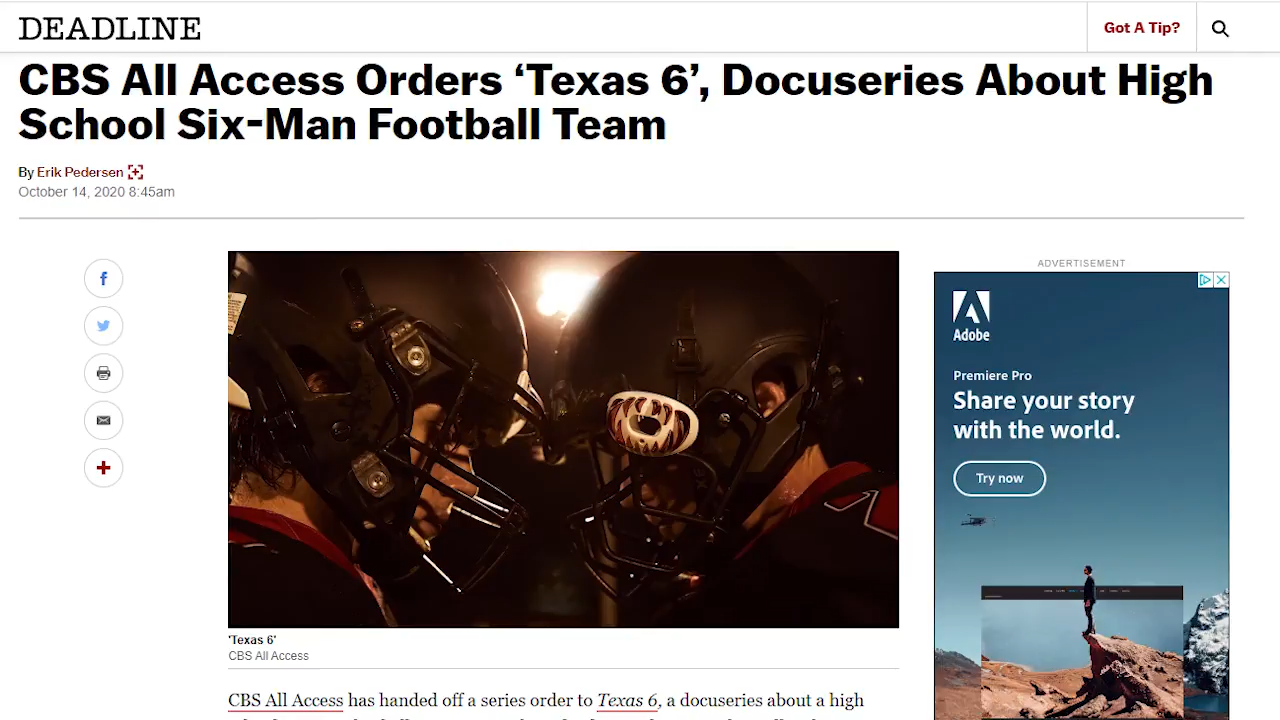 DEADLINE
Got A Tip?
CBS All Access Orders ‘Texas 6’, Docuseries About High
School Six-Man Football Team
By Erik Pedersen
October 14, 2020 8:45am
ADVERTISEMENT
Adobe
Premiere Pro
Share your story
with the world.
Try now
'Texas 6'
CBS All Access
CBS All Access has handed off a series order to Texas 6, a docuseries about a high